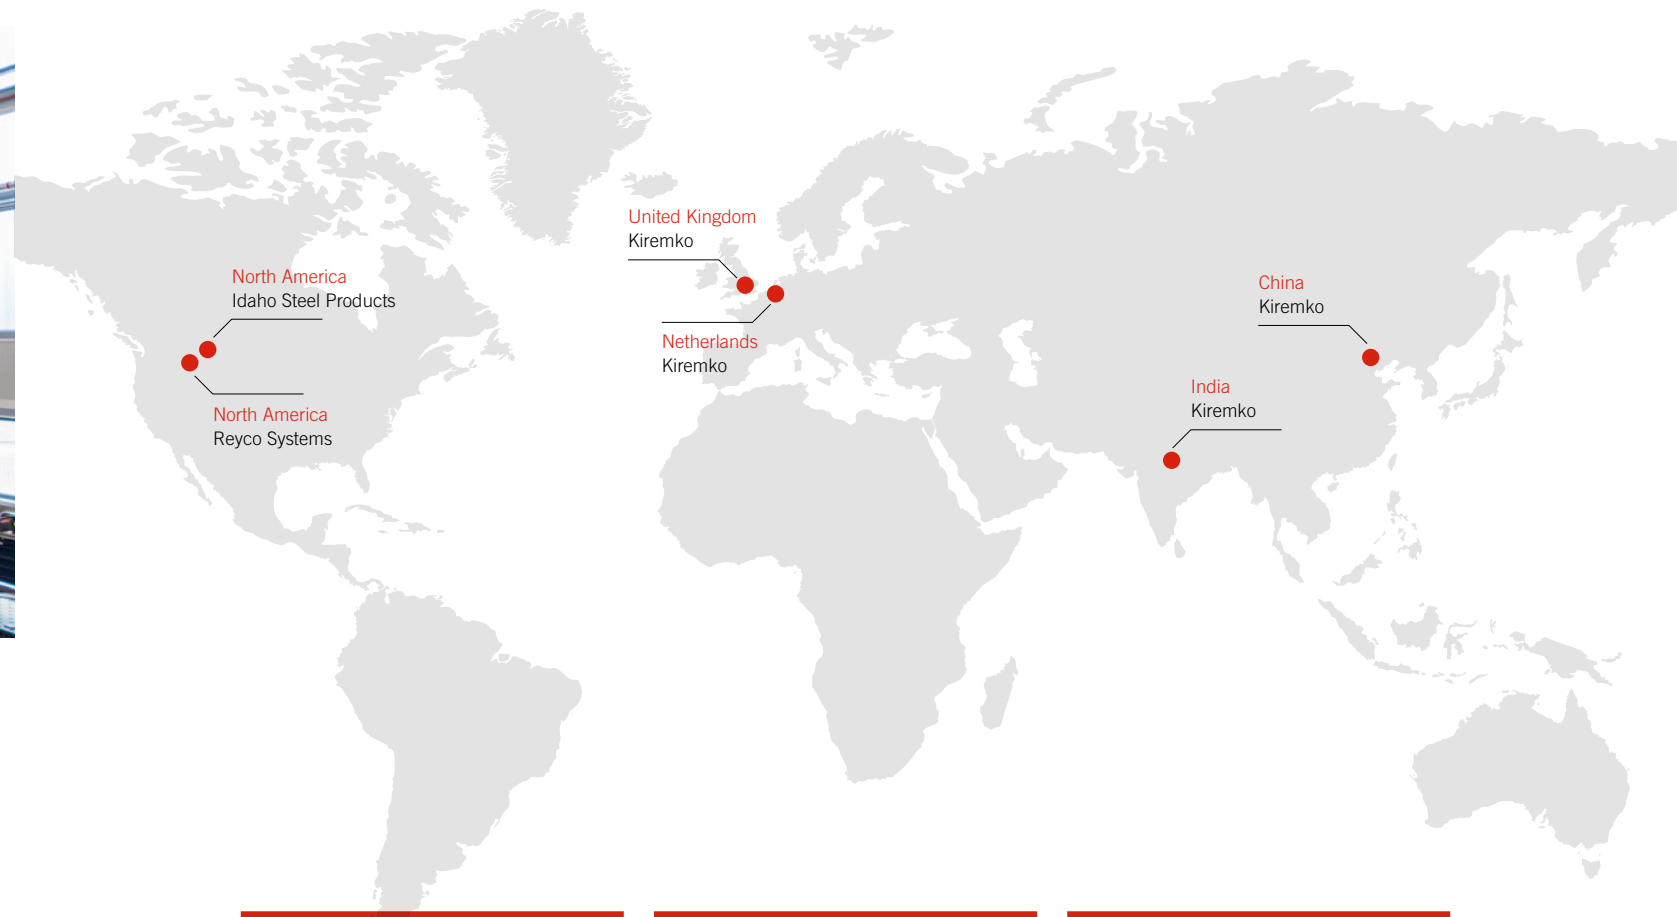 United Kingdom
Kiremko
North America
Idaho Steel Products
China
Kiremko
Netherlands
Kiremko
India
Kiremko
North America
Reyco Systems